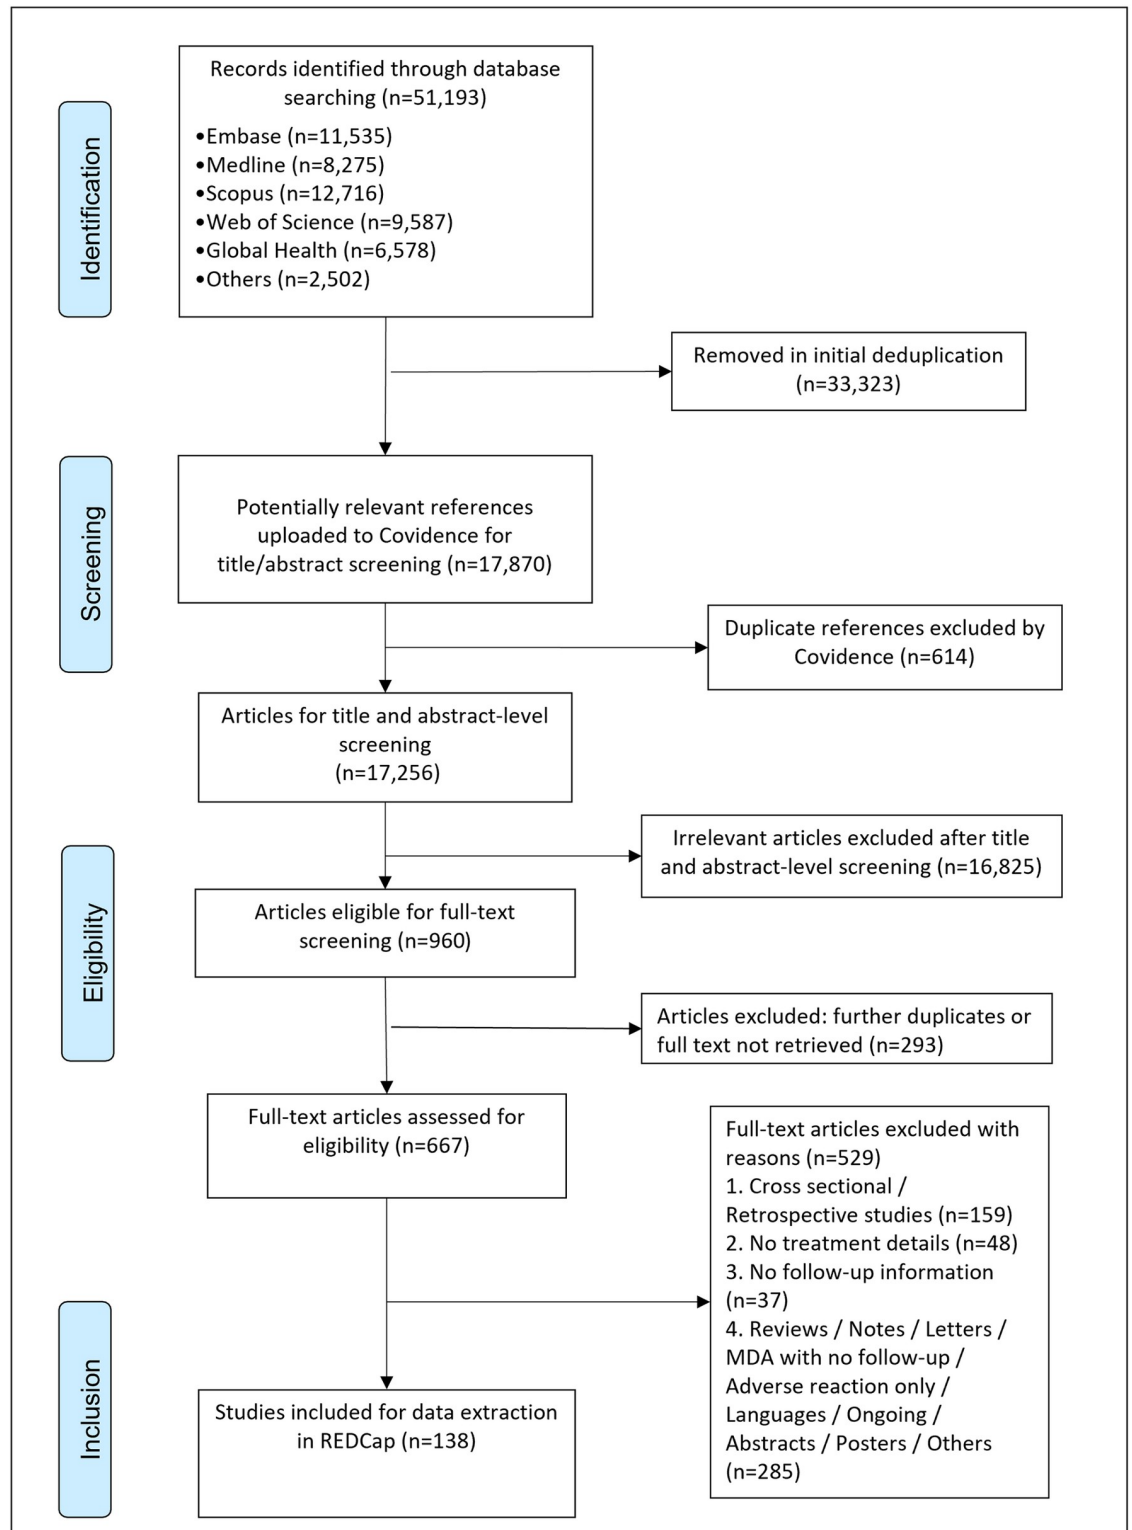 Identification
Records identified through database
searching (n=51,193)
•Embase (n=11,535)
•Medline (n=8,275)
•Scopus (n=12,716)
•Web of Science (n=9,587)
•Global Health (n=6,578)
•Others (n=2,502)
Removed in initial deduplication
(n=33,323)
Screening
Potentially relevant references
uploaded to Covidence for
title/abstract screening (n=17,870)
Duplicate references excluded by
Covidence (n=614)
Articles for title and abstract-level
screening
(n=17,256)
Irrelevant articles excluded after title
and abstract-level screening (n=16,825)
Eligibility
Articles eligible for full-text
screening (n=960)
Articles excluded: further duplicates or
full text not retrieved (n=293)
Full-text articles assessed for
eligibility (n=667)
Full-text articles excluded with
reasons (n=529)
1. Cross sectional /
Retrospective studies (n=159)
2. No treatment details (n=48)
3. No follow-up information
(n=37)
4. Reviews / Notes / Letters /
MDA with no follow-up /
Adverse reaction only /
Languages / Ongoing /
Abstracts / Posters / Others
(n=285)
Inclusion
Studies included for data extraction
in REDCap (n=138)